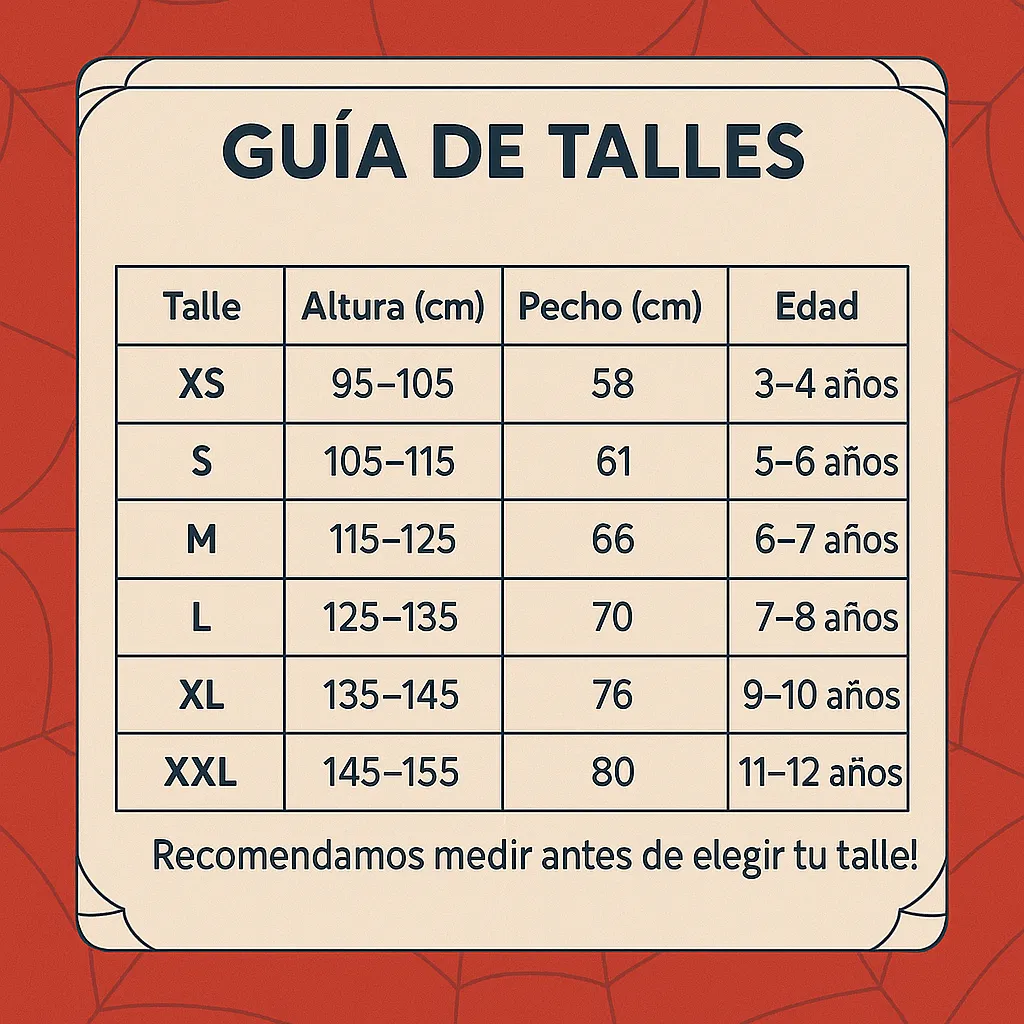 GUÍA DE TALLES
Talle Altura (cm) Pecho (cm) Edad
XS 95–105 58 3–4 años
S 105–115 61 5–6 años
M 115–125 66 6–7 años
L 125–135 70 7–8 años
XL 135–145 76 9–10 años
XXL 145–155 80 11–12 años
Recomendamos medir antes de elegir tu talle!